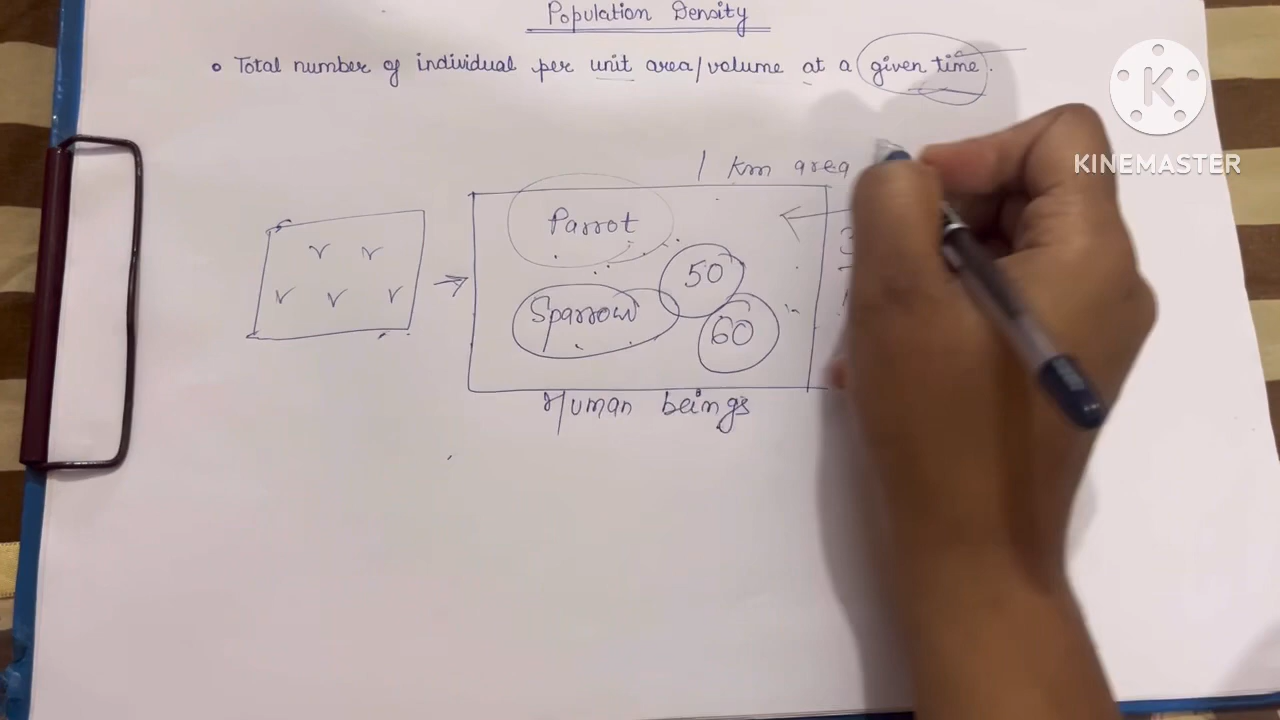 Population Density
• Total number of individual per unit area/volume at a given time.
K
KINEMASTER
1 km area
Parrot
50
Sparrow
60
Human beings